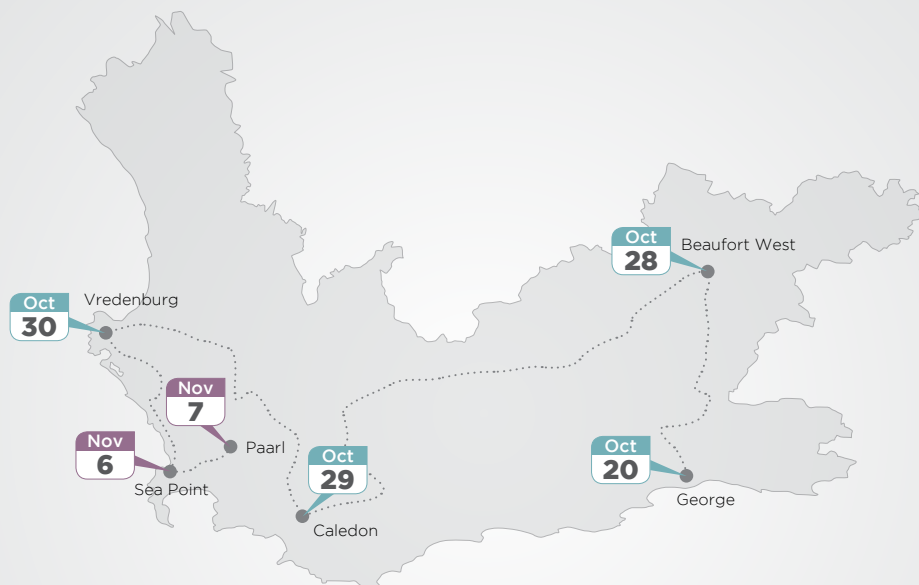 Oct
28
Beaufort West
Vredenburg
Oct
30
Nov
7
Paarl
Nov
6
Sea Point
Oct
29
Caledon
Oct
20
George